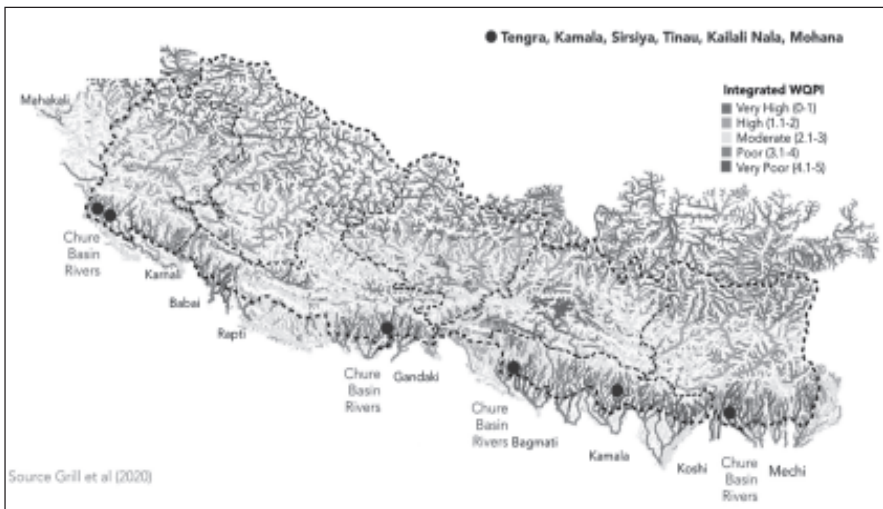 Tengra, Kamala, Sirsiya, Tinau, Kailali Nala, Mohana
Integrated WQPI
Very High (0-1)
High (1.1-2)
Moderate (2.1-3)
Poor (3.1-4)
Very Poor (4.1-5)
Mahakali
Chure
Basin
Rivers
Karnali
Babai
Rapti
Chure
Basin
Rivers
Gandaki
Chure
Basin
Rivers
Bagmati
Kamala
Koshi
Chure
Basin
Rivers
Mechi
Source Grill et al (2020)